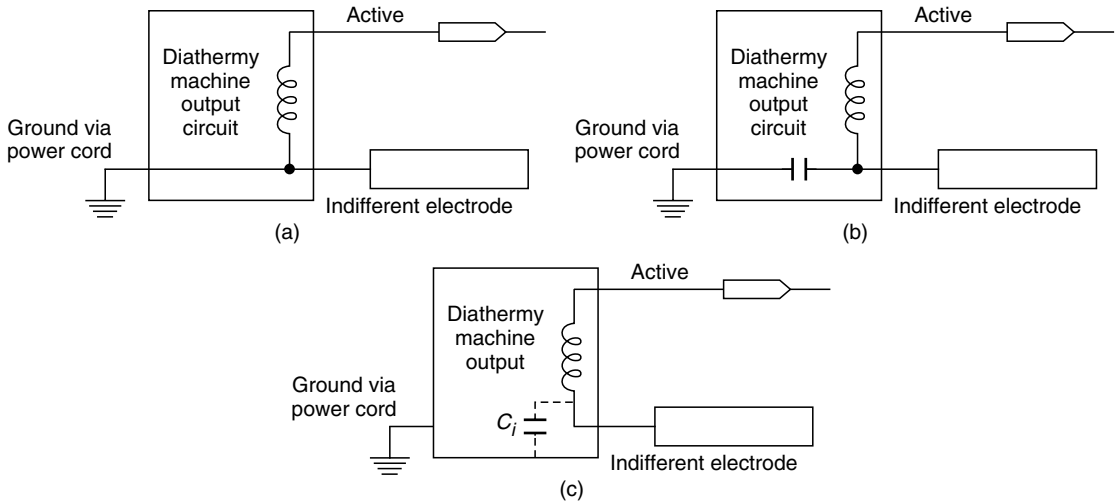 Active
Diathermy
machine
output
circuit
Ground via
power cord
Indifferent electrode
(a)
Active
Diathermy
machine
output
circuit
Ground via
power cord
Indifferent electrode
(b)
Active
Diathermy
machine
output
Ground via
power cord
Ci
Indifferent electrode
(c)